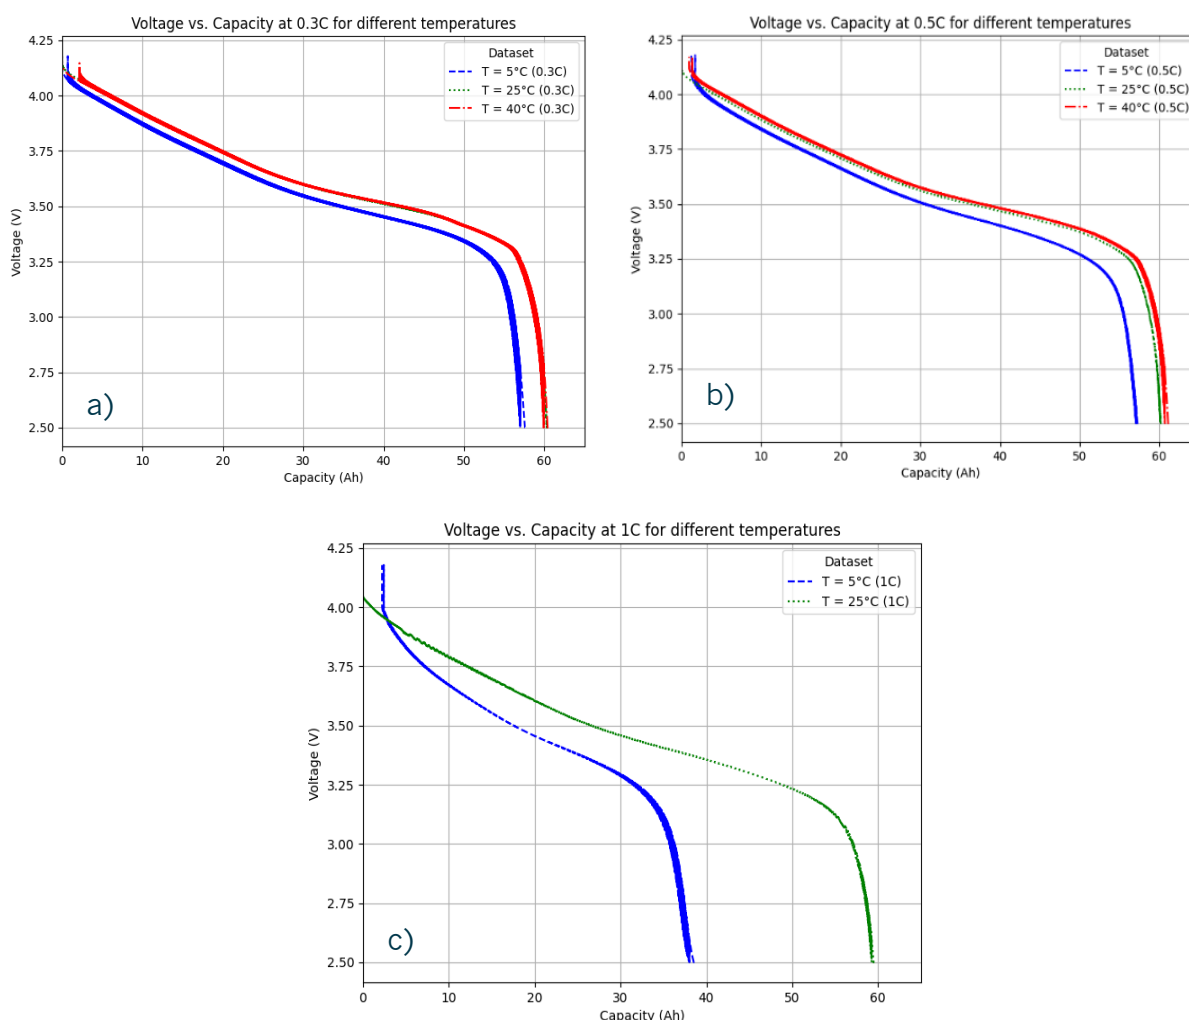 Voltage vs. Capacity at 0.3C for different temperatures
4.25
4.00
3.75
3.50
3.25
3.00
2.75
2.50
Voltage (V)
Dataset
T = 5°C (0.3C)
T = 25°C (0.3C)
T = 40°C (0.3C)
a)
0 10 20 30 40 50 60
Capacity (Ah)
Voltage vs. Capacity at 0.5C for different temperatures
4.25
4.00
3.75
3.50
3.25
3.00
2.75
2.50
Voltage (V)
Dataset
T = 5°C (0.5C)
T = 25°C (0.5C)
T = 40°C (0.5C)
b)
0 10 20 30 40 50 60
Capacity (Ah)
Voltage vs. Capacity at 1C for different temperatures
4.25
4.00
3.75
3.50
3.25
3.00
2.75
2.50
Voltage (V)
Dataset
T = 5°C (1C)
T = 25°C (1C)
c)
0 10 20 30 40 50 60
Capacity (Ah)